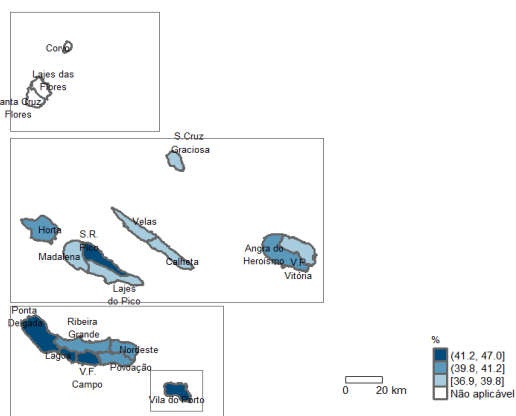 Corvo
Lajes das
Flores
anta Cruz
Flores
S.Cruz
Graciosa
Velas
Horta
S.R.
Pico
Madalena
Calheta
Lajes
do Pico
Angra do
Heroísmo
V.P.
Vitória
Ponta
Delgada
Ribeira
Grande
Lagoa
Nordeste
Povoação
V.F.
Campo
Vila do Porto
0 20 km
%
(41.2, 47.0]
(39.8, 41.2]
[36.9, 39.8]
Não aplicável